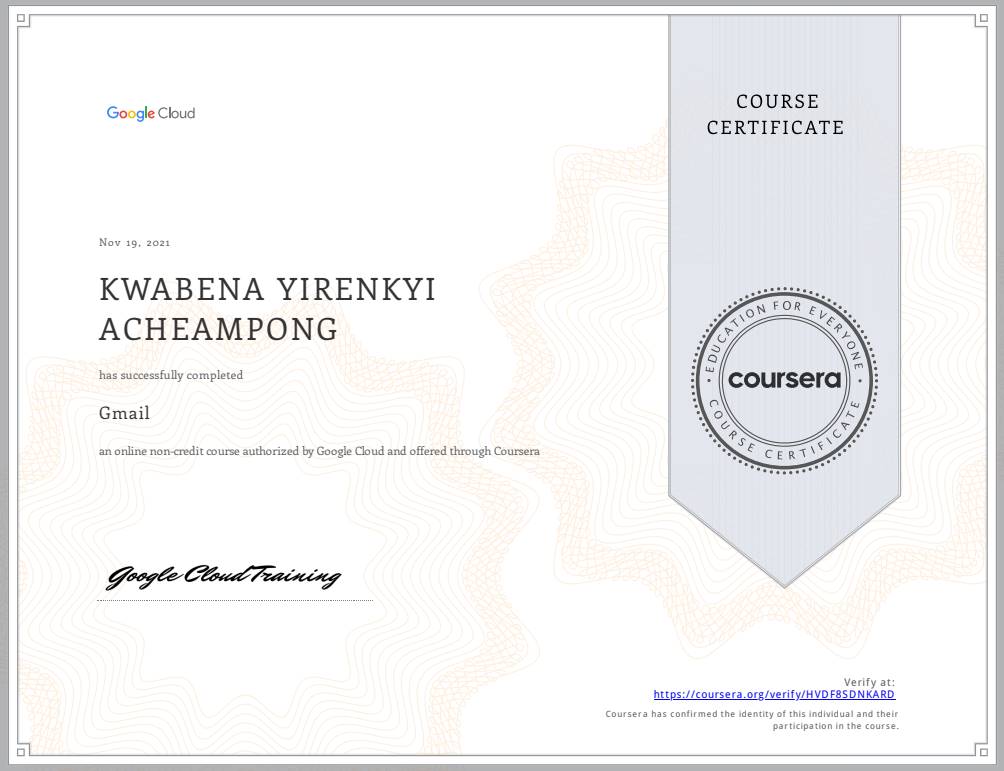 Google Cloud
COURSE
CERTIFICATE
Nov 19, 2021
KWABENA YIRENKYI
ACHEAMPONG
has successfully completed
Gmail
an online non-credit course authorized by Google Cloud and offered through Coursera
EDUCATION FOR EVERYONE
coursera
COURSE CERTIFICATE
Google Cloud Training
Verify at:
https://coursera.org/verify/HVDF8SDNKARD
Coursera has confirmed the identity of this individual and their
participation in the course.